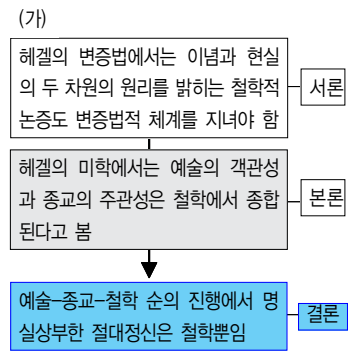 (가)
헤겔의 변증법에서는 이념과 현실
의 두 차원의 원리를 밝히는 철학적
논증도 변증법적 체계를 지녀야 함
서론
헤겔의 미학에서는 예술의 객관성
과 종교의 주관성은 철학에서 종합
된다고 봄
본론
예술-종교-철학 순의 진행에서 명
실상부한 절대정신은 철학뿐임
결론